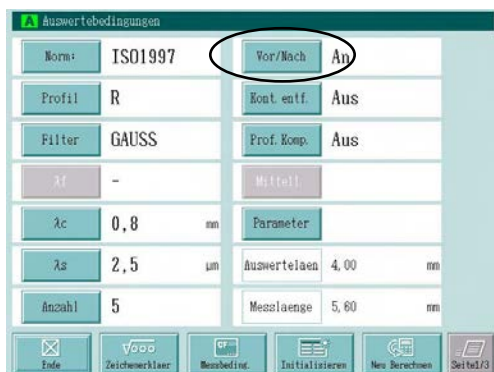 A Auswertebedingungen
Norm: ISO1997 Vor/Nach An
Profil R Kont. entf. Aus
Filter GAUSS Prof. Komp. Aus
λf - Mittell
λc 0,8 mm Parameter
λs 2,5 μm Auswertelaen 4,00 mm
Anzahl 5 Messlaenge 5,60 mm
Ende Zeichenerklaer Messbeding. Initialisieren Neu Berechnen Seite1/3